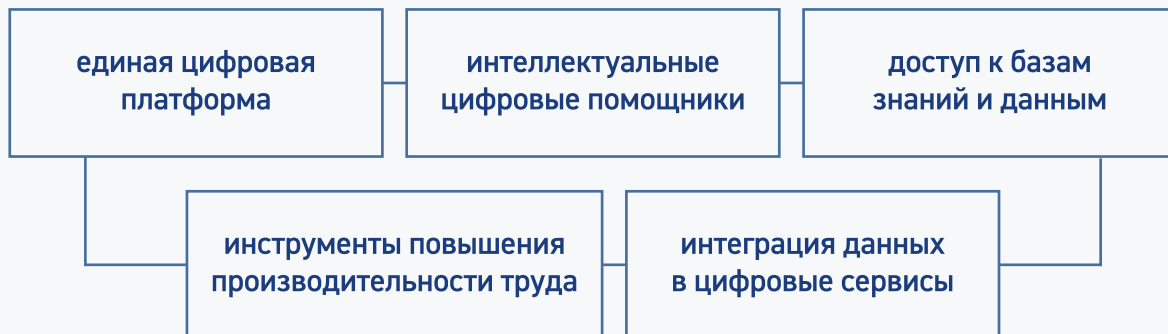 единая цифровая
платформа
интеллектуальные
цифровые помощники
доступ к базам
знаний и данным
инструменты повышения
производительности труда
интеграция данных
в цифровые сервисы